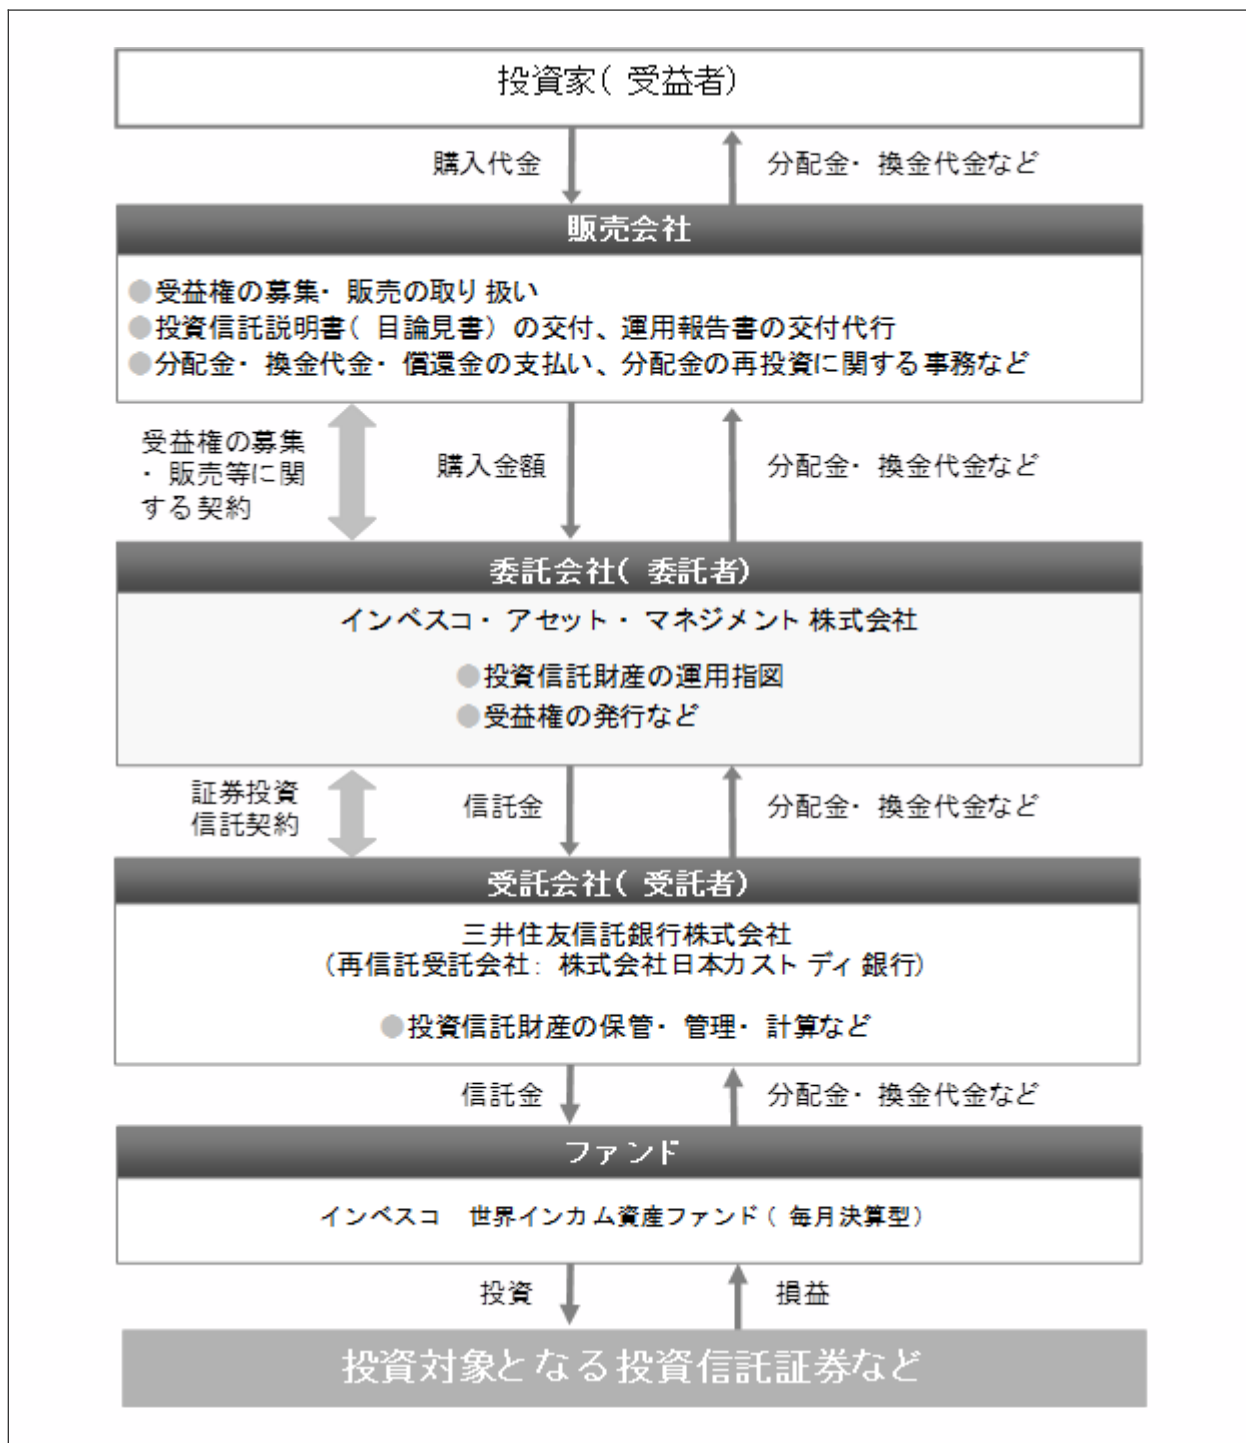 投資家(受益者)
購入代金
分配金・換金代金など
販売会社
●受益権の募集・販売の取り扱い
●投資信託説明書(目論見書)の交付、運用報告書の交付代行
●分配金・換金代金・償還金の支払い、分配金の再投資に関する事務など
受益権の募集
・販売等に関
する契約
購入金額
分配金・換金代金など
委託会社(委託者)
インベスコ・アセット・マネジメント株式会社
●投資信託財産の運用指図
●受益権の発行など
証券投資
信託契約
信託金
分配金・換金代金など
受託会社(受託者)
三井住友信託銀行株式会社
(再信託受託会社:株式会社日本カストディ銀行)
●投資信託財産の保管・管理・計算など
信託金
分配金・換金代金など
ファンド
インベスコ 世界インカム資産ファンド(毎月決算型)
投資
損益
投資対象となる投資信託証券など